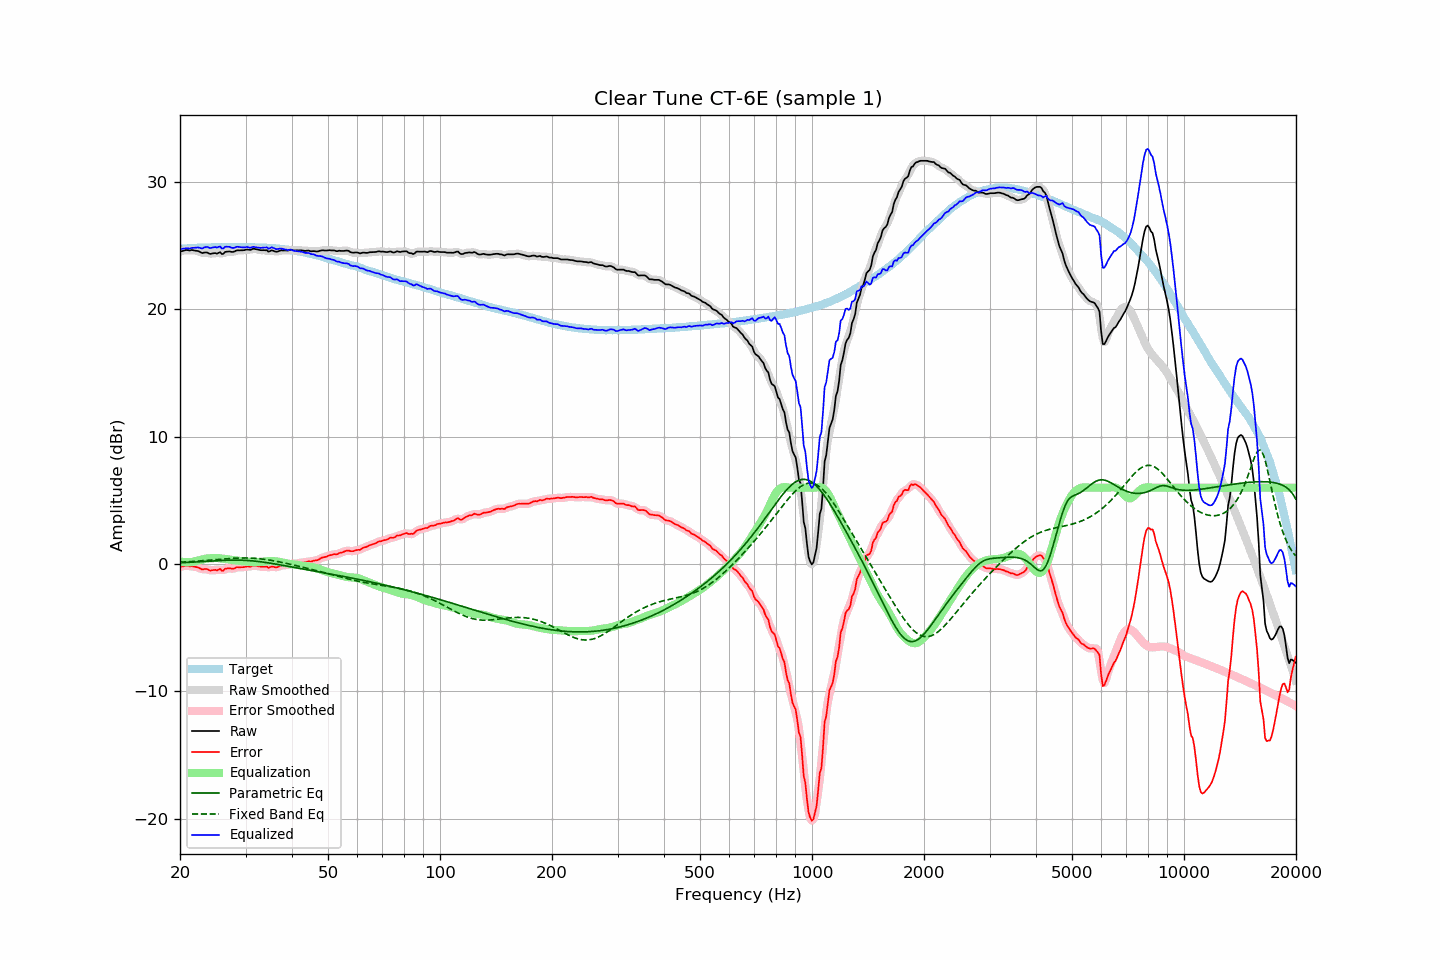 Clear Tune CT-6E (sample 1)
Amplitude (dBr)
30
20
10
0
−10
−20
Target
Raw Smoothed
Error Smoothed
Raw
Error
Equalization
Parametric Eq
Fixed Band Eq
Equalized
20 50 100 200 500 1000 2000 5000 10000 20000
Frequency (Hz)